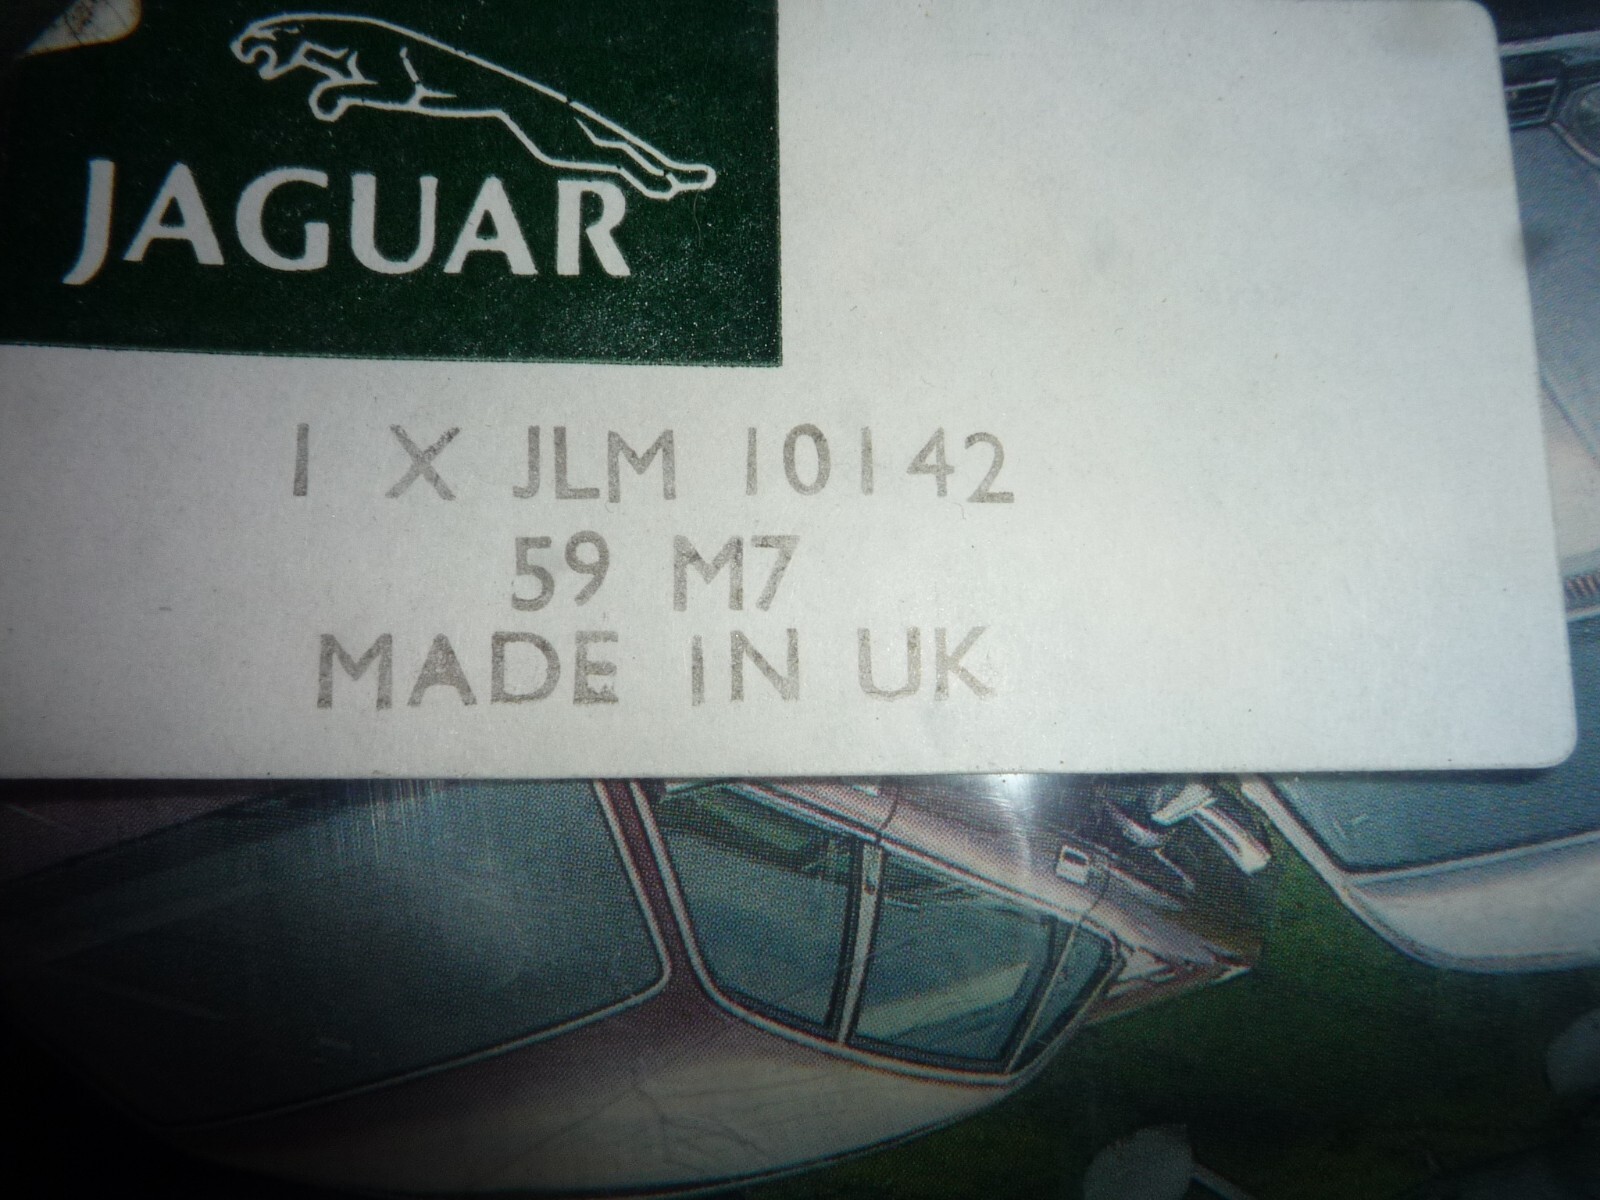 JAGUAR
1 X JLM 10142
59 M7
MADE IN UK